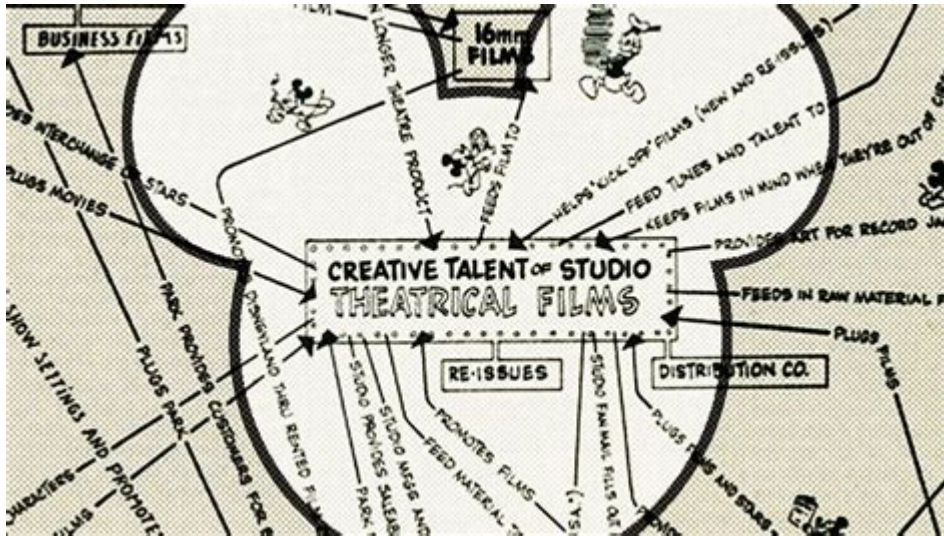 BUSINESS FILMS
FILM
16mm
FILMS
LONGER THEATRE PRODUCT
FEEDS FILM TO
HELPS "KICK OFF" FILMS (NEW AND RE-ISSUES)
FEED TUNES AND TALENT TO
KEEPS FILMS IN MIND WHEN THEY'RE OUT OF
INTERCHANGE OF STARS
PLUGS MOVIES
PROMOTES DISNEYLAND THRU RENTED
CREATIVE TALENT OF STUDIO
THEATRICAL FILMS
RE-ISSUES
DISTRIBUTION CO.
ART FOR RECORD
FEEDS IN RAW MATERIAL
PLUGS FILMS
SHOW SETTINGS AND
PLUGS PARK
PARK PROVIDES CUSTOMERS FOR
CHARACTERS
FILMS
PARK
STUDIO PROVIDES
STUDIO MFGS AND
FEED MATERIAL
PROMOTES FILMS
STUDIO FAN MAIL FILLS OUT
PLUGS FILMS AND STARS